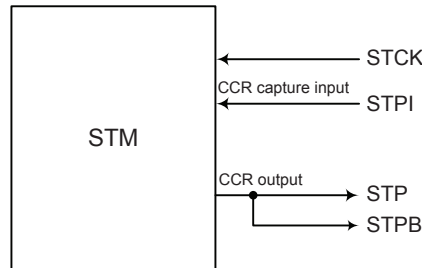 STCK
CCR capture input
STPI
STM
CCR output
STP
STPB